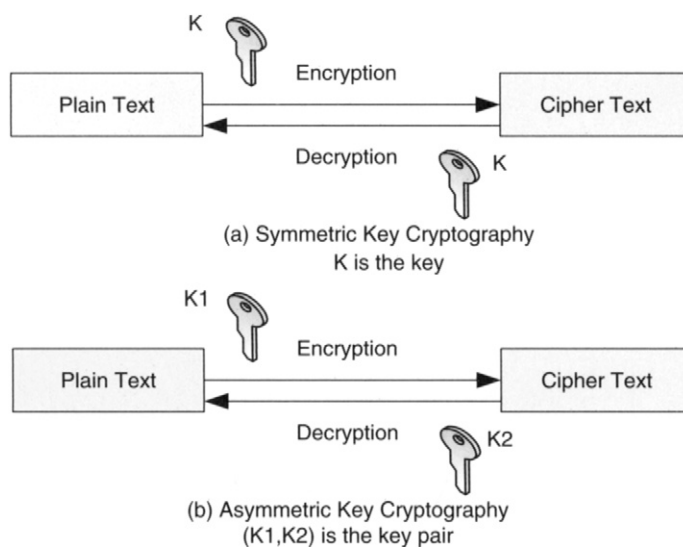 K
Encryption
Plain Text
Cipher Text
Decryption
K
(a) Symmetric Key Cryptography
K is the key
K1
Encryption
Plain Text
Cipher Text
Decryption
K2
(b) Asymmetric Key Cryptography
(K1,K2) is the key pair